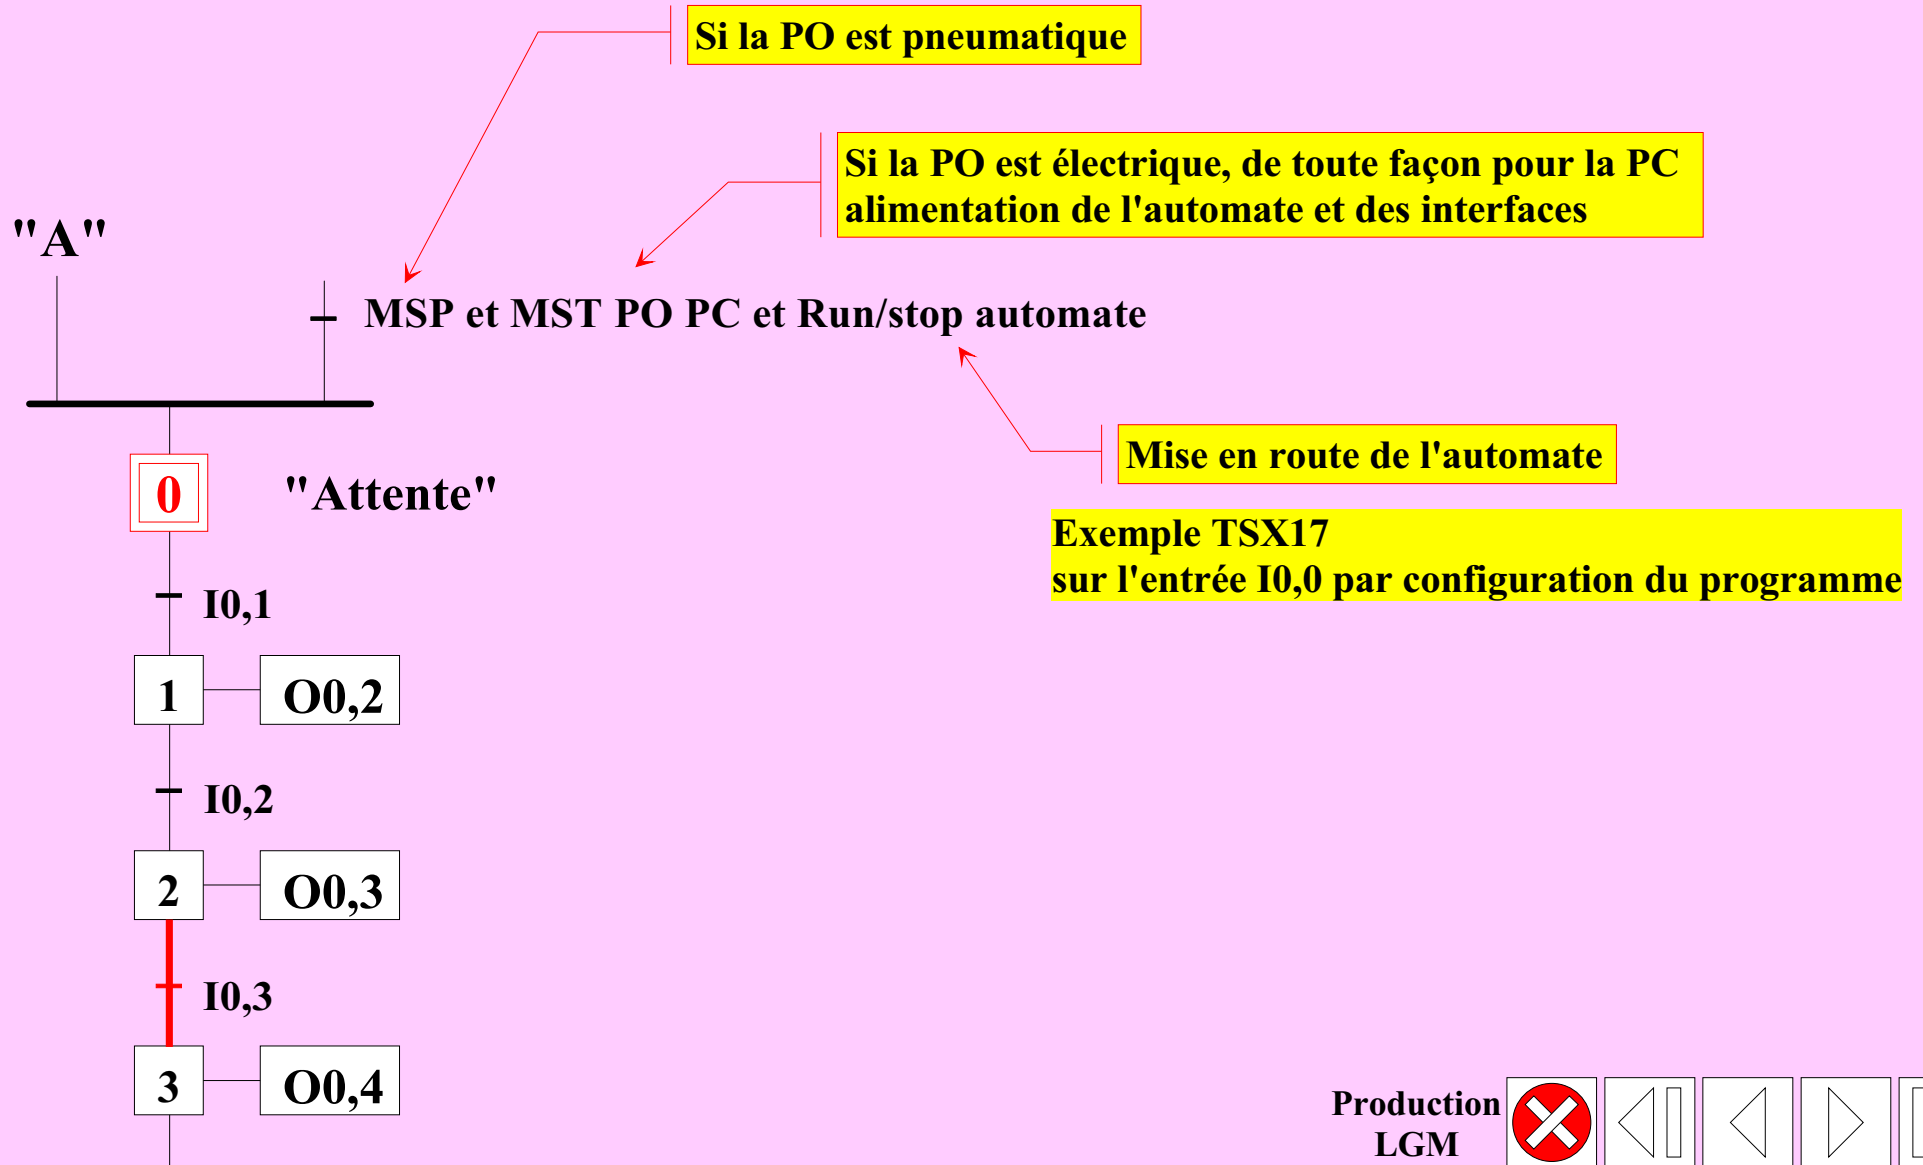 Si la PO est pneumatique
Si la PO est électrique, de toute façon pour la PC
alimentation de l'automate et des interfaces
"A"
MSP et MST PO PC et Run/stop automate
Mise en route de l'automate
0
"Attente"
Exemple TSX17
sur l'entrée I0,0 par configuration du programme
I0,1
1
O0,2
I0,2
2
O0,3
I0,3
3
O0,4
Production
LGM